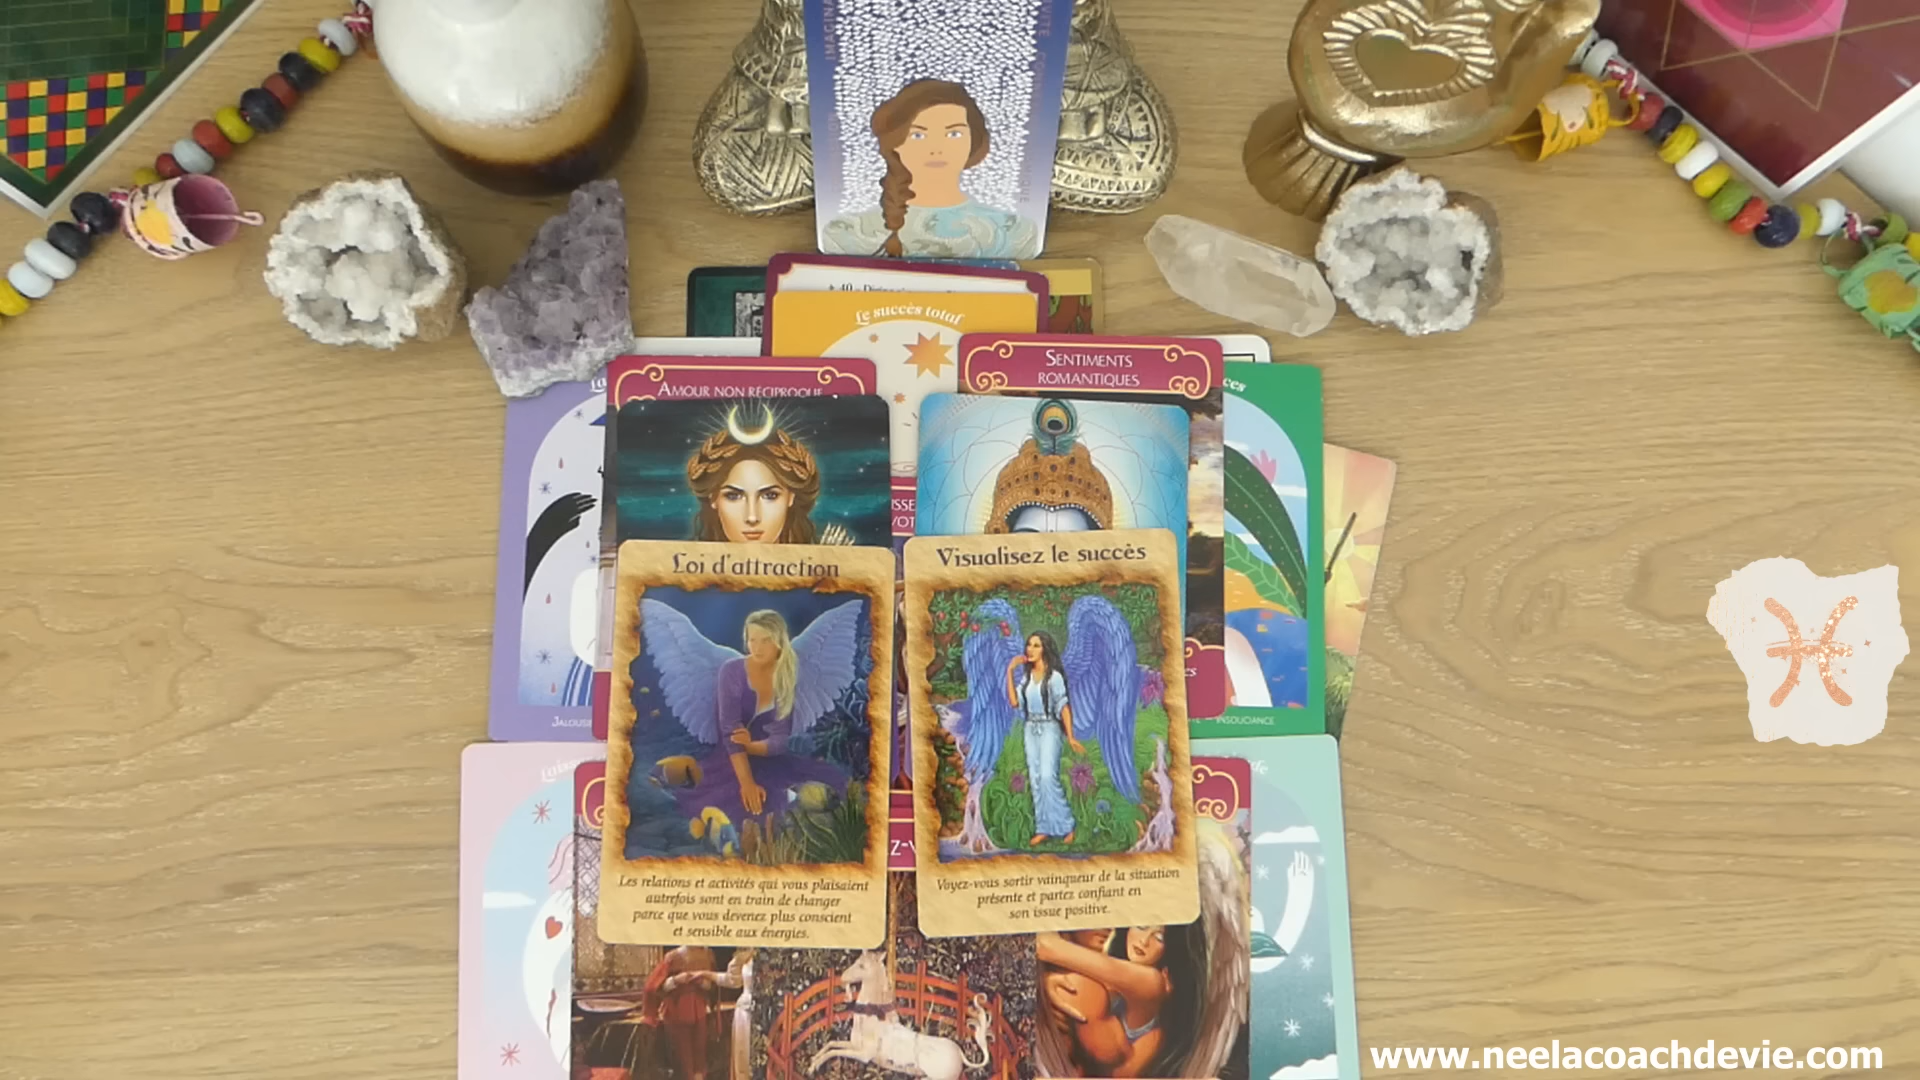 Le succès total
SENTIMENTS
ROMANTIQUES
AMOUR NON RÉCIPROQUE
Loi d'attraction
Visualisez le succès
INSOUCIANCE
Les relations et activités qui vous plaisaient
autrefois sont en train de changer
parce que vous devenez plus conscient
et sensible aux énergies.
Voyez-vous sortir vainqueur de la situation
présente et partez confiant en
son issue positive.
www.neelacoachdevie.com